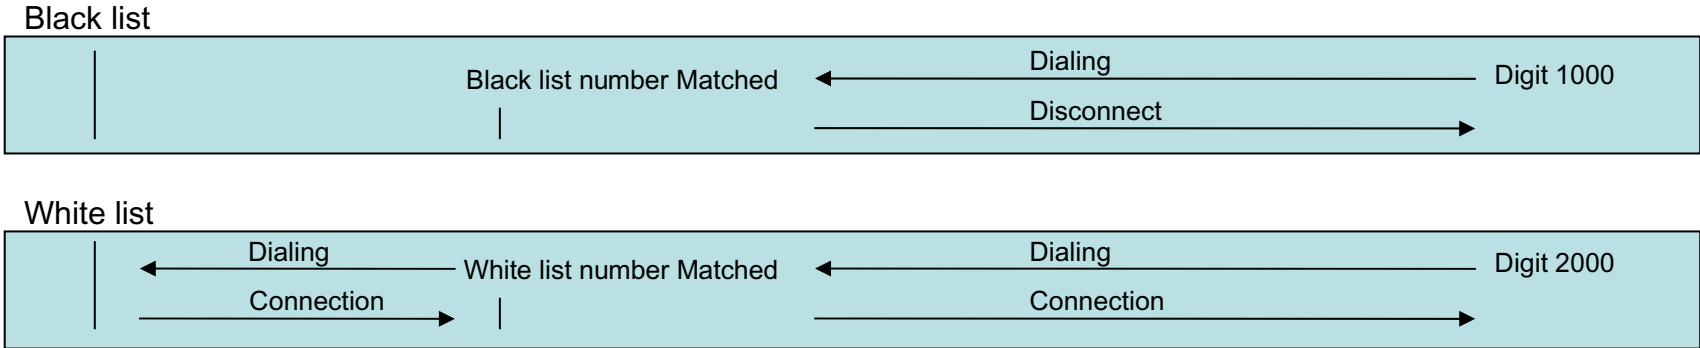 Black list
Dialing
Black list number Matched
Digit 1000
Disconnect
White list
Dialing
White list number Matched
Dialing
Digit 2000
Connection
Connection